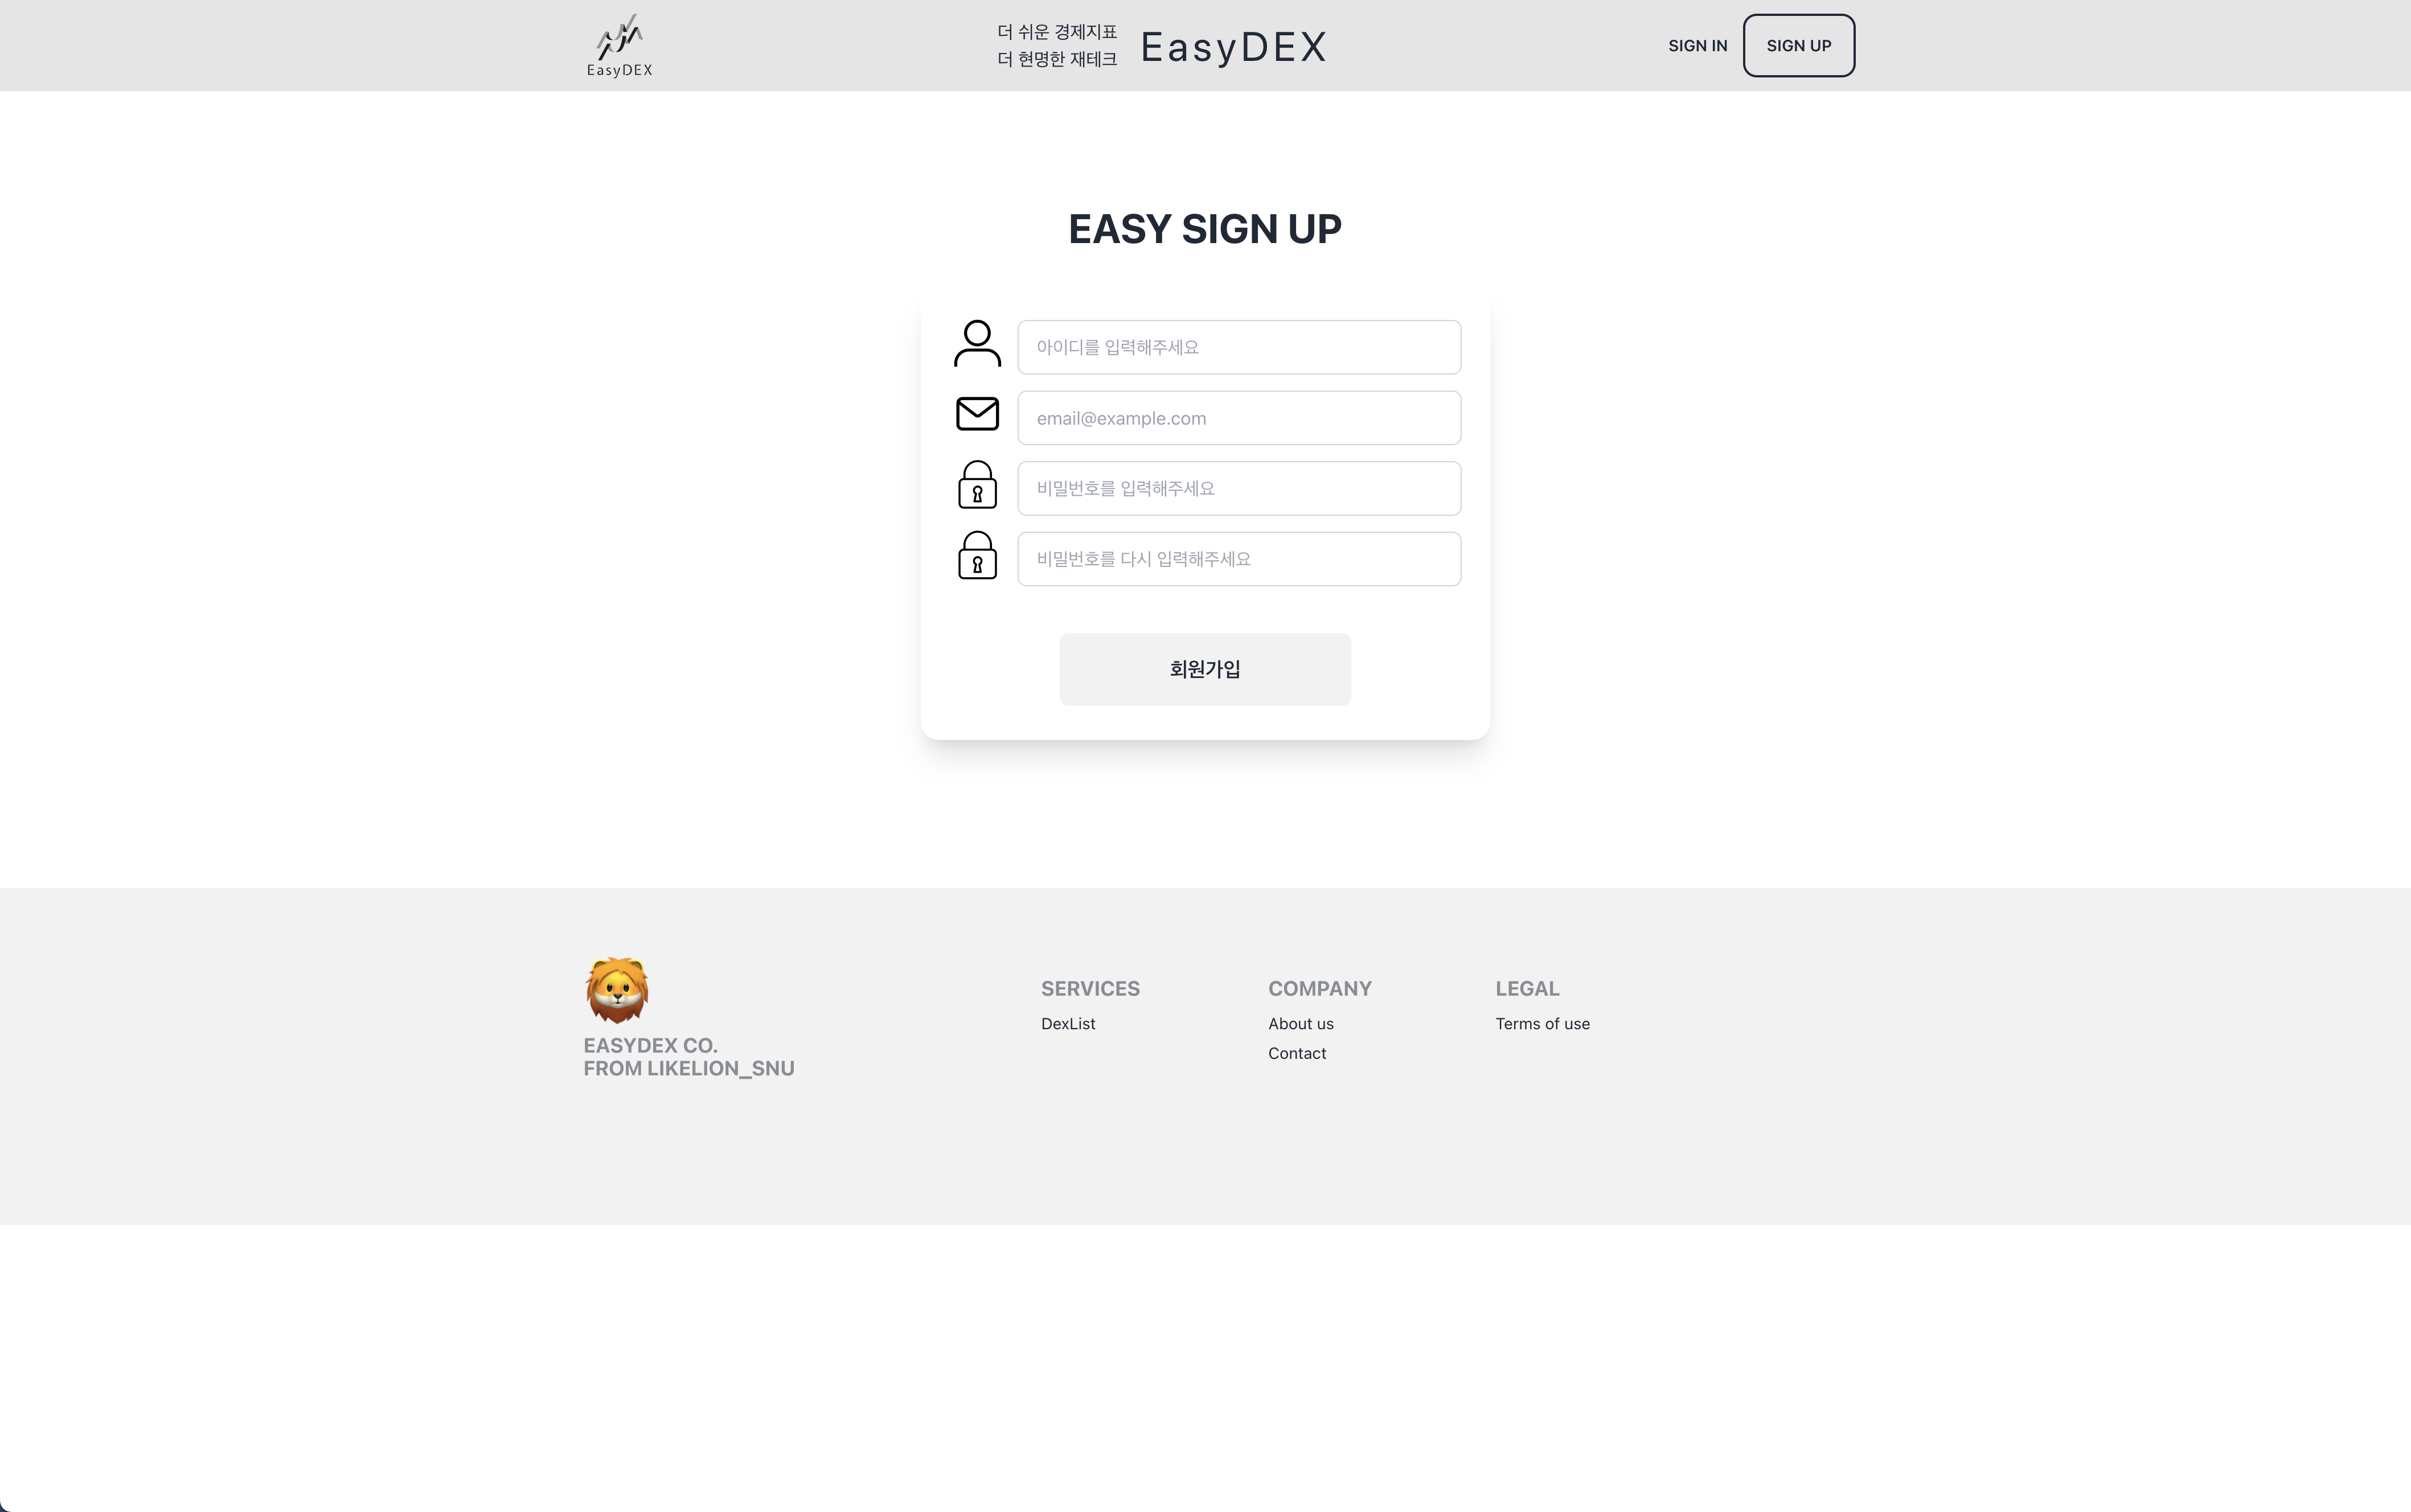 EasyDEX
더 쉬운 경제지표
더 현명한 재테크
EasyDEX
SIGN IN
SIGN UP
EASY SIGN UP
아이디를 입력해주세요
email@example.com
비밀번호를 입력해주세요
비밀번호를 다시 입력해주세요
회원가입
EASYDEX CO.
FROM LIKELION_SNU
SERVICES
DexList
COMPANY
About us
Contact
LEGAL
Terms of use